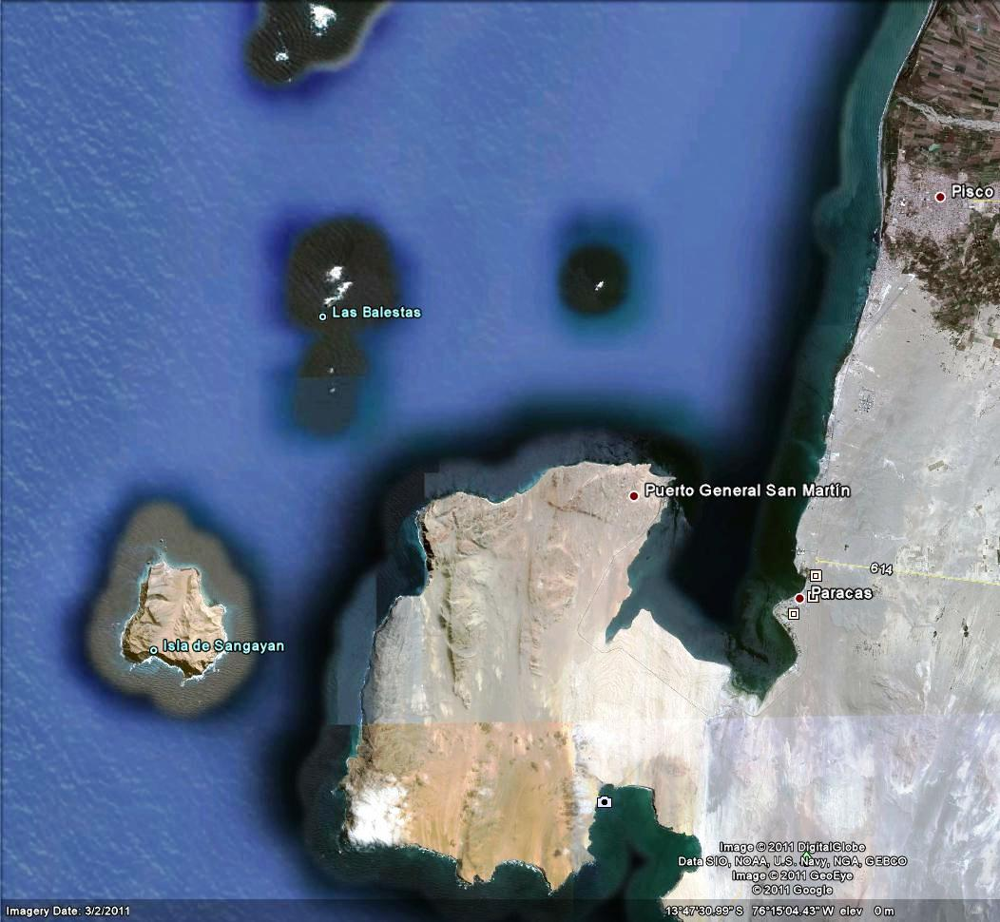 Pisco
Las Balestas
Puerto General San Martín
614
Paracas
Isla de Sangayan
Image © 2011 DigitalGlobe
Data SIO, NOAA, U.S. Navy, NGA, GEBCO
Image © 2011 GeoEye
© 2011 Google
Imagery Date: 3/2/2011
13°47'30.99" S 76°15'04.43" W elev 0 m